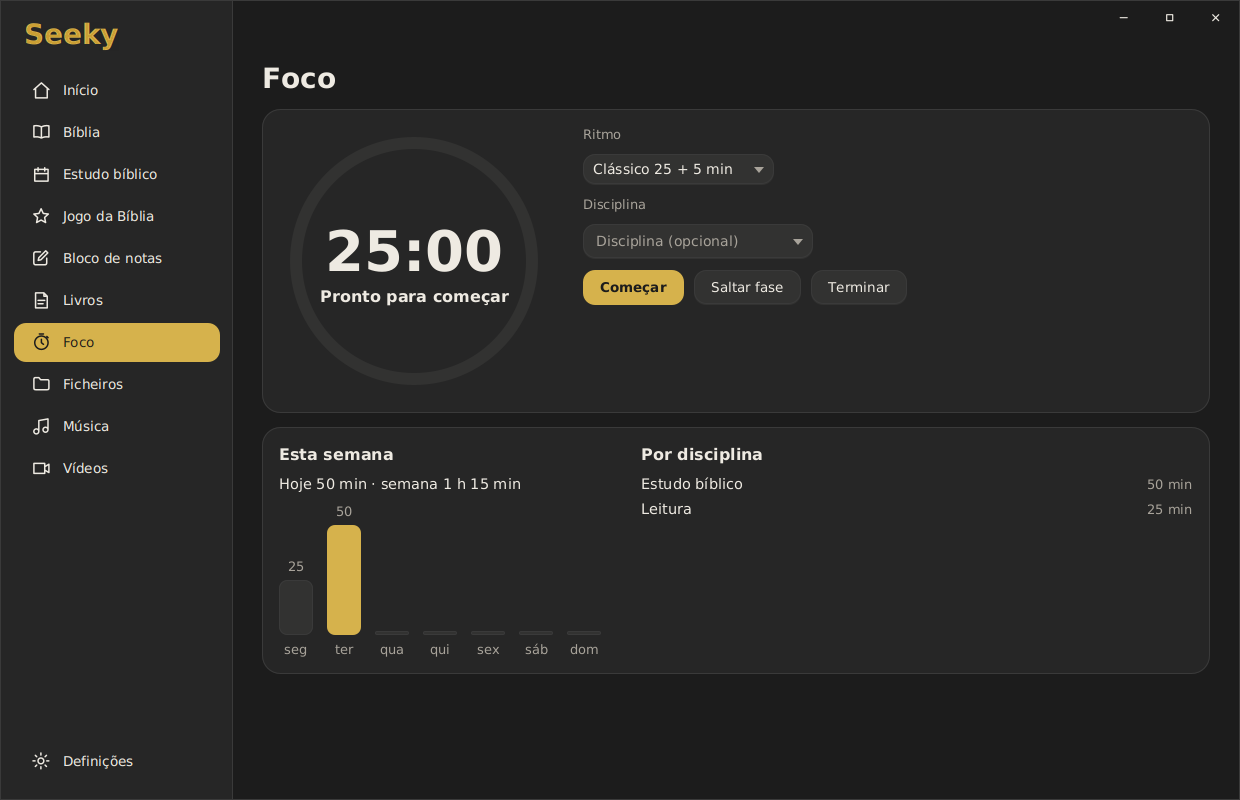 Seeky
Início
Bíblia
Estudo bíblico
Jogo da Bíblia
Bloco de notas
Livros
Foco
Ficheiros
Música
Vídeos
Definições
Foco
25:00
Pronto para começar
Ritmo
Clássico 25 + 5 min
Disciplina
Disciplina (opcional)
Começar Saltar fase Terminar
Esta semana
Hoje 50 min · semana 1 h 15 min
50
25
seg ter qua qui sex sáb dom
Por disciplina
Estudo bíblico 50 min
Leitura 25 min